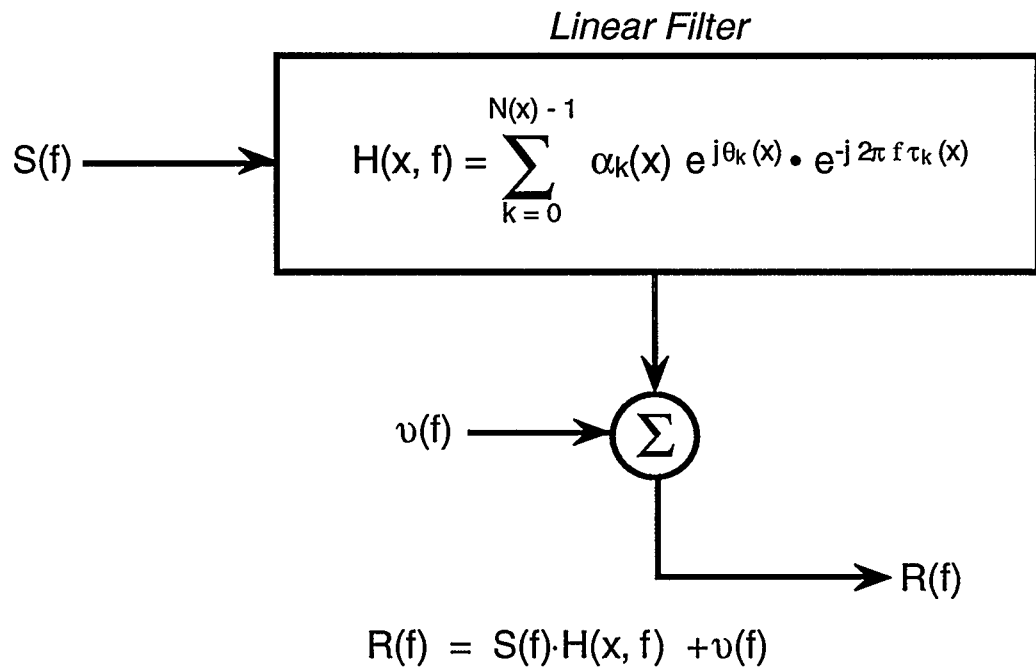 Linear Filter
S(f)
N(x) - 1
H(x, f) = ∑ αk(x) e^jθk(x) • e^-j 2π f τk(x)
k = 0
υ(f)
Σ
R(f)
R(f) = S(f)·H(x, f) +υ(f)